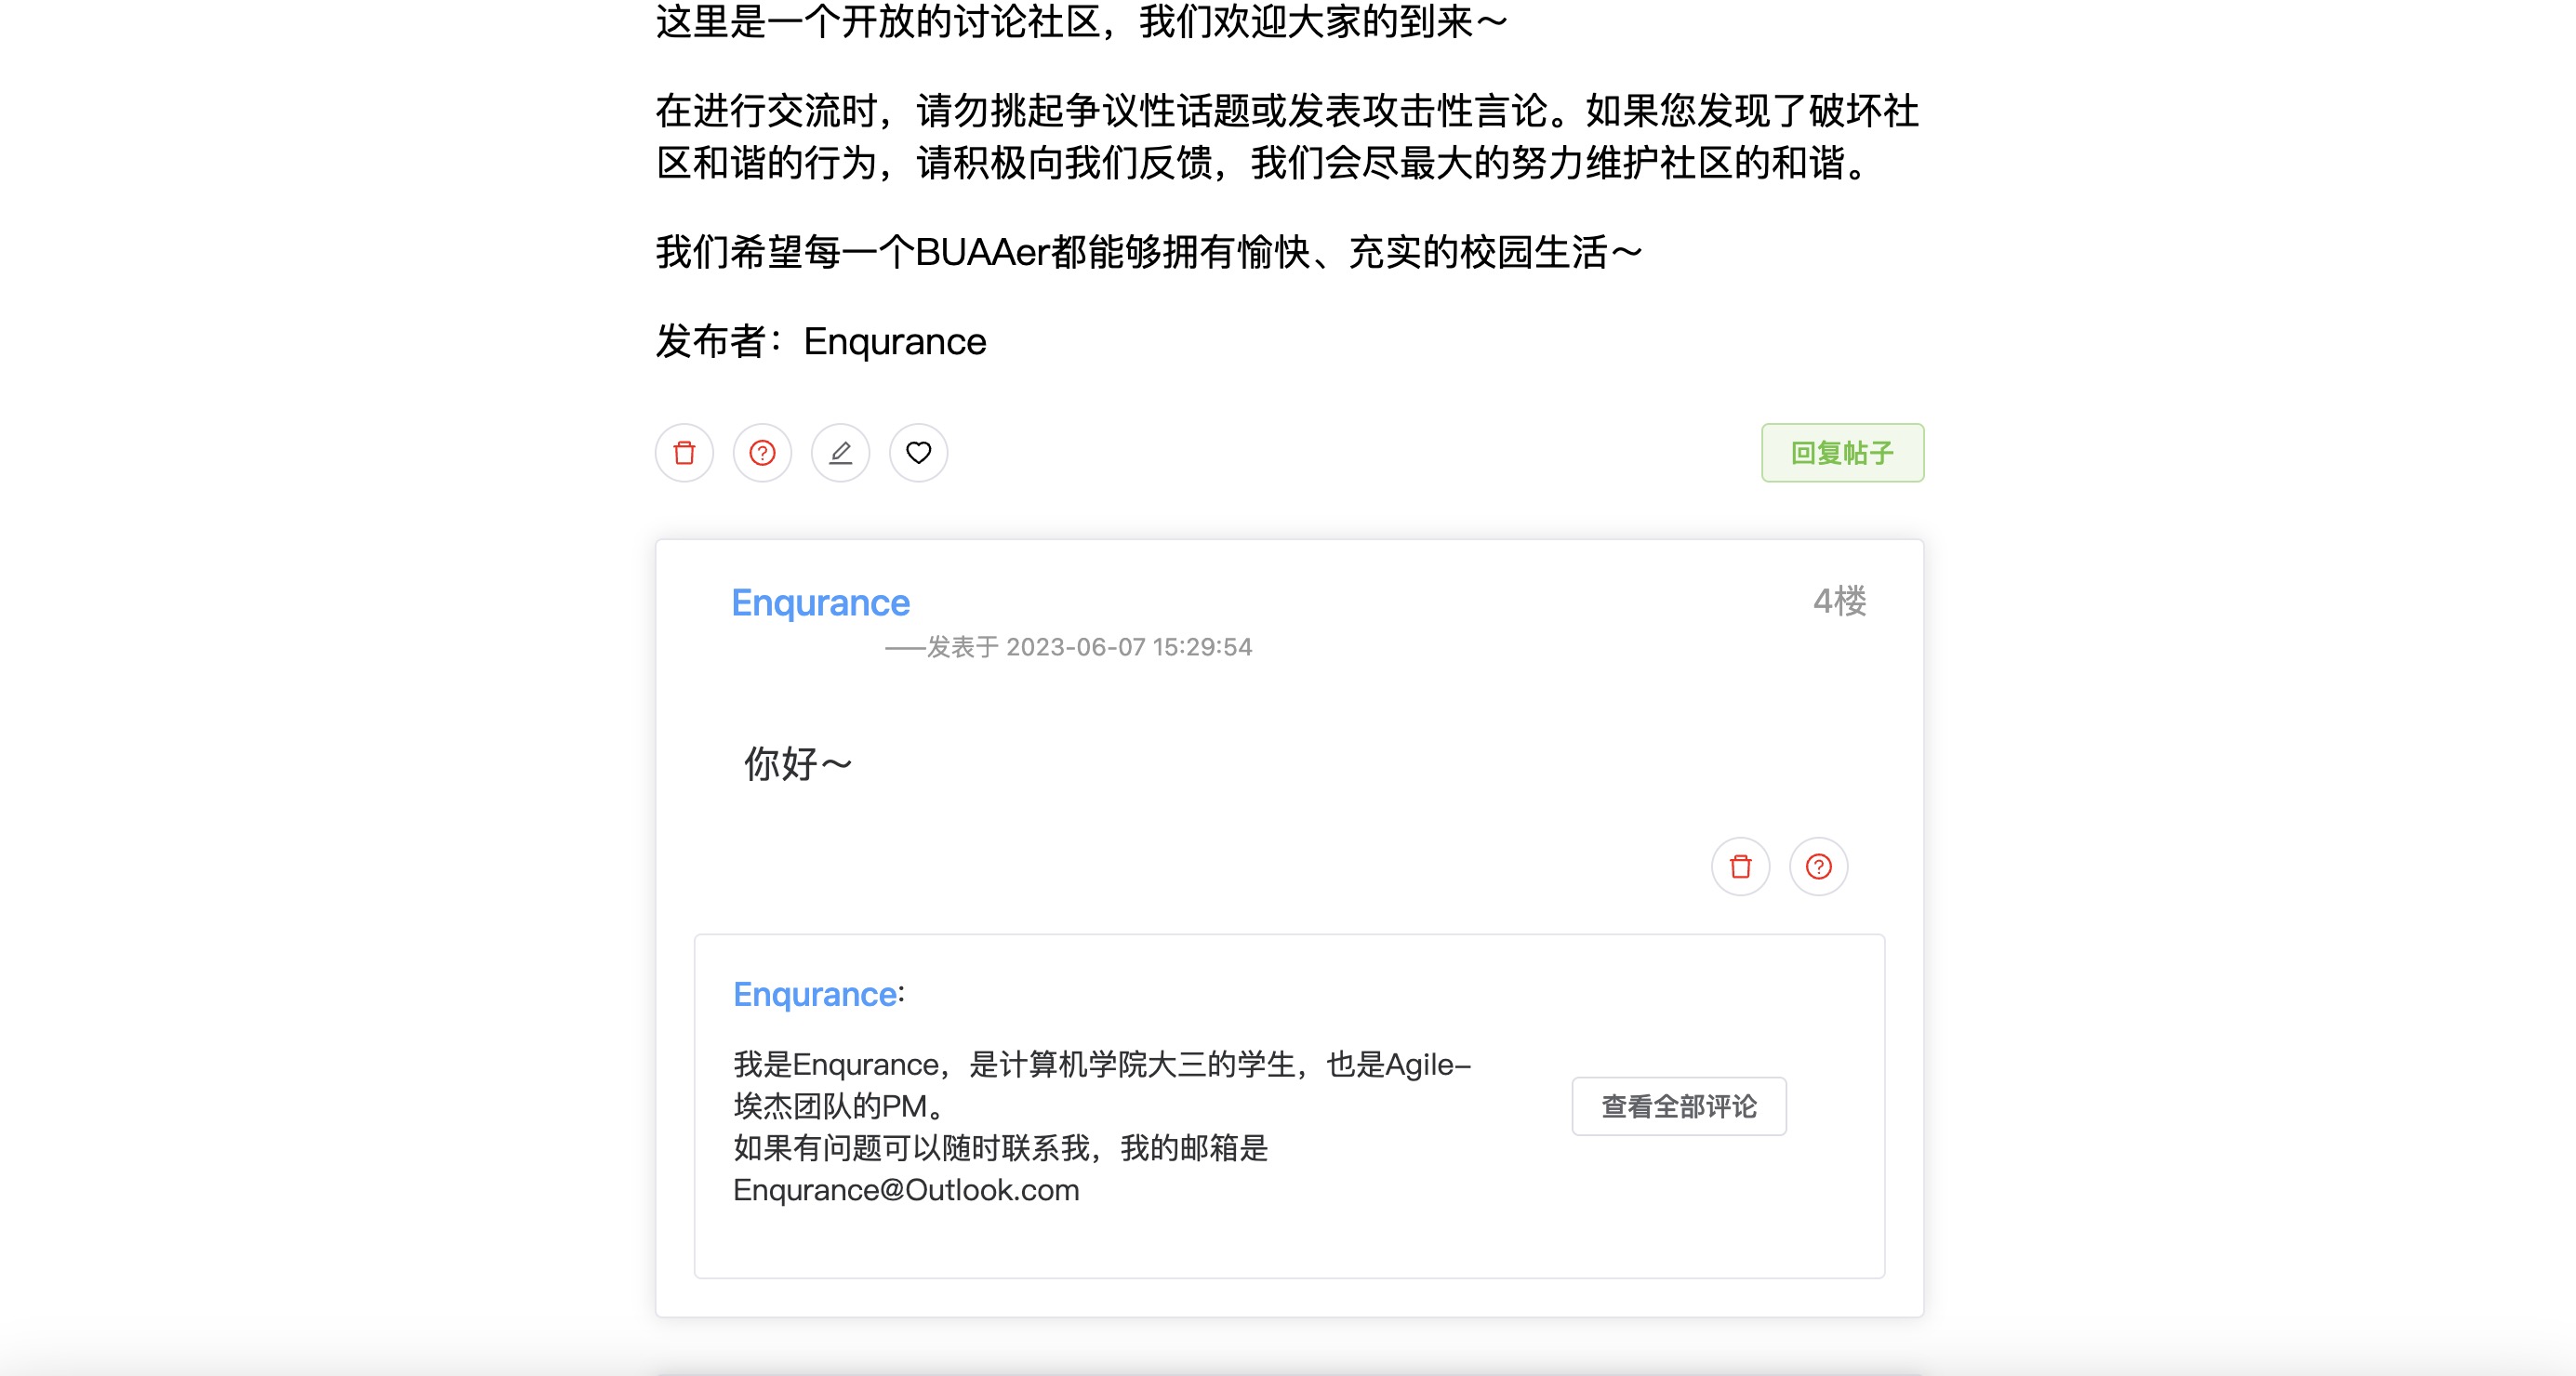 这里是一个开放的讨论社区，我们欢迎大家的到来～
在进行交流时，请勿挑起争议性话题或发表攻击性言论。如果您发现了破坏社
区和谐的行为，请积极向我们反馈，我们会尽最大的努力维护社区的和谐。
我们希望每一个BUAAer都能够拥有愉快、充实的校园生活～
发布者：Enqurance
回复帖子
Enqurance
4楼
——发表于 2023-06-07 15:29:54
你好～
Enqurance:
我是Enqurance，是计算机学院大三的学生，也是Agile-
埃杰团队的PM。
如果有问题可以随时联系我，我的邮箱是
Enqurance@Outlook.com
查看全部评论